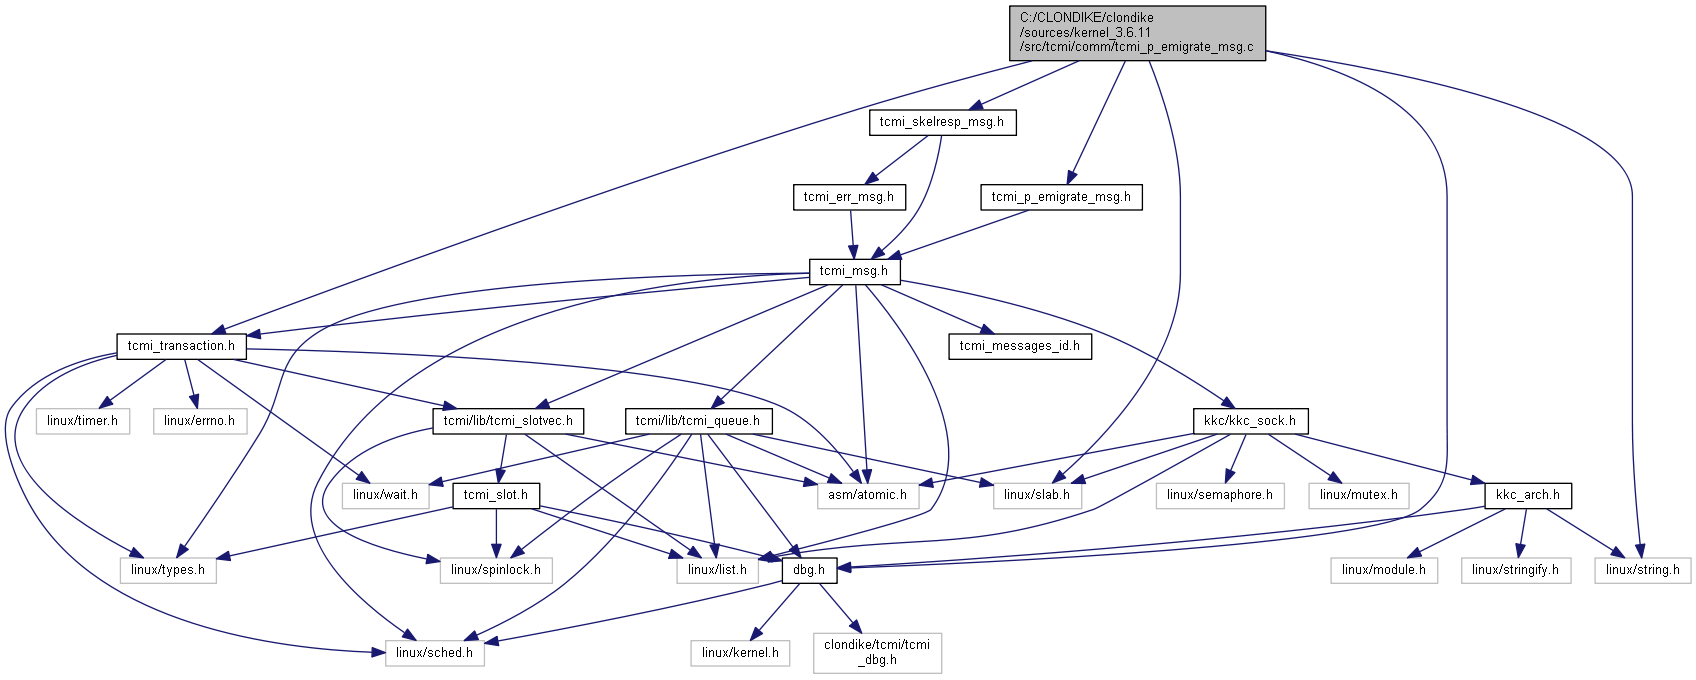 C:/CLONDIKE/clondike
/sources/kernel_3.6.11
/src/tcmi/comm/tcmi_p_emigrate_msg.c
tcmi_skelresp_msg.h
tcmi_err_msg.h
tcmi_p_emigrate_msg.h
tcmi_msg.h
tcmi_transaction.h
tcmi_messages_id.h
linux/timer.h
linux/errno.h
tcmi/lib/tcmi_slotvec.h
tcmi/lib/tcmi_queue.h
kkc/kkc_sock.h
linux/wait.h
tcmi_slot.h
asm/atomic.h
linux/slab.h
linux/semaphore.h
linux/mutex.h
kkc_arch.h
linux/types.h
linux/spinlock.h
linux/list.h
dbg.h
linux/module.h
linux/stringify.h
linux/string.h
linux/sched.h
linux/kernel.h
clondike/tcmi/tcmi
_dbg.h